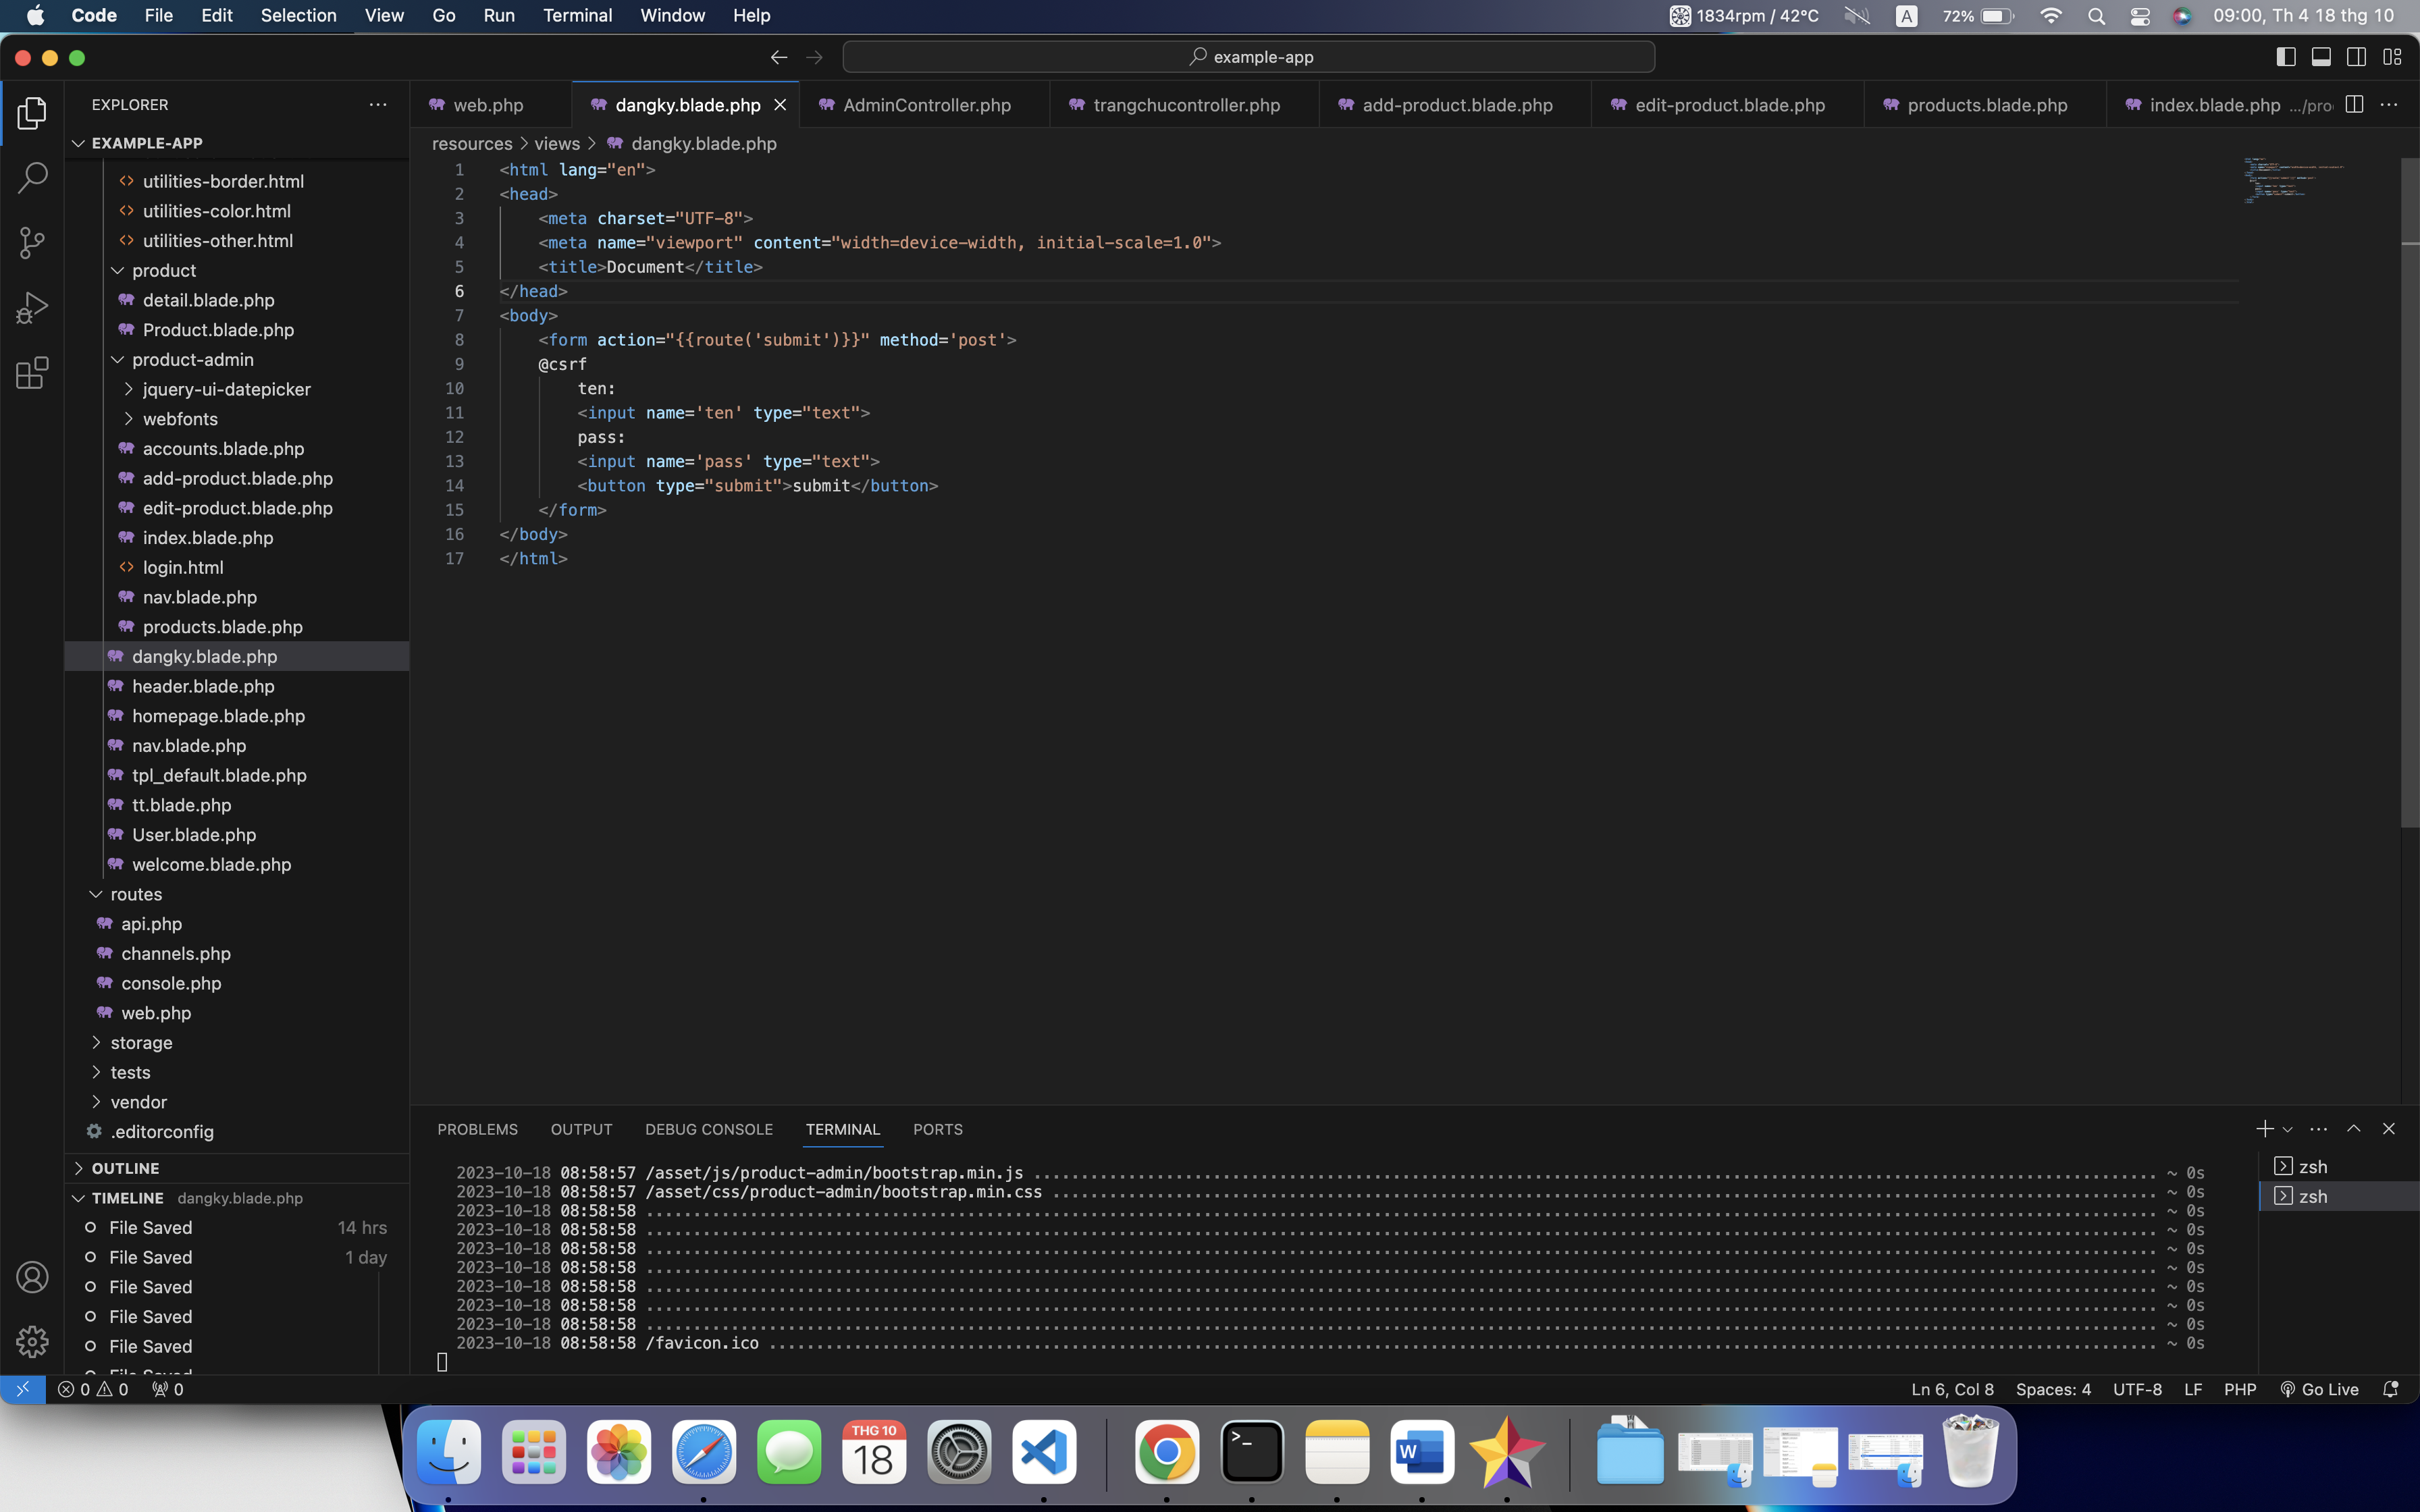 Code File Edit Selection View Go Run Terminal Window Help 1834rpm / 42°C A 72% 09:00, Th 4 18 thg 10
example-app
EXPLORER
EXAMPLE-APP
utilities-border.html
utilities-color.html
utilities-other.html
product
detail.blade.php
Product.blade.php
product-admin
jquery-ui-datepicker
webfonts
accounts.blade.php
add-product.blade.php
edit-product.blade.php
index.blade.php
login.html
nav.blade.php
products.blade.php
dangky.blade.php
header.blade.php
homepage.blade.php
nav.blade.php
tpl_default.blade.php
tt.blade.php
User.blade.php
welcome.blade.php
routes
api.php
channels.php
console.php
web.php
storage
tests
vendor
.editorconfig
OUTLINE
TIMELINE dangky.blade.php
File Saved 14 hrs
File Saved 1 day
File Saved
File Saved
File Saved
File Saved
web.php dangky.blade.php AdminController.php trangchucontroller.php add-product.blade.php edit-product.blade.php products.blade.php index.blade.php .../pro
resources > views > dangky.blade.php
1 <html lang="en">
2 <head>
3 <meta charset="UTF-8">
4 <meta name="viewport" content="width=device-width, initial-scale=1.0">
5 <title>Document</title>
6 </head>
7 <body>
8 <form action="{{route('submit')}}" method='post'>
9 @csrf
10 ten:
11 <input name='ten' type="text">
12 pass:
13 <input name='pass' type="text">
14 <button type="submit">submit</button>
15 </form>
16 </body>
17 </html>
PROBLEMS OUTPUT DEBUG CONSOLE TERMINAL PORTS
2023-10-18 08:58:57 /asset/js/product-admin/bootstrap.min.js ~ 0s
2023-10-18 08:58:57 /asset/css/product-admin/bootstrap.min.css ~ 0s
2023-10-18 08:58:58 ~ 0s
2023-10-18 08:58:58 ~ 0s
2023-10-18 08:58:58 ~ 0s
2023-10-18 08:58:58 ~ 0s
2023-10-18 08:58:58 ~ 0s
2023-10-18 08:58:58 ~ 0s
2023-10-18 08:58:58 ~ 0s
2023-10-18 08:58:58 /favicon.ico ~ 0s
zsh
zsh
0 0 0 Ln 6, Col 8 Spaces: 4 UTF-8 LF PHP Go Live
THG 10
18
>_
W